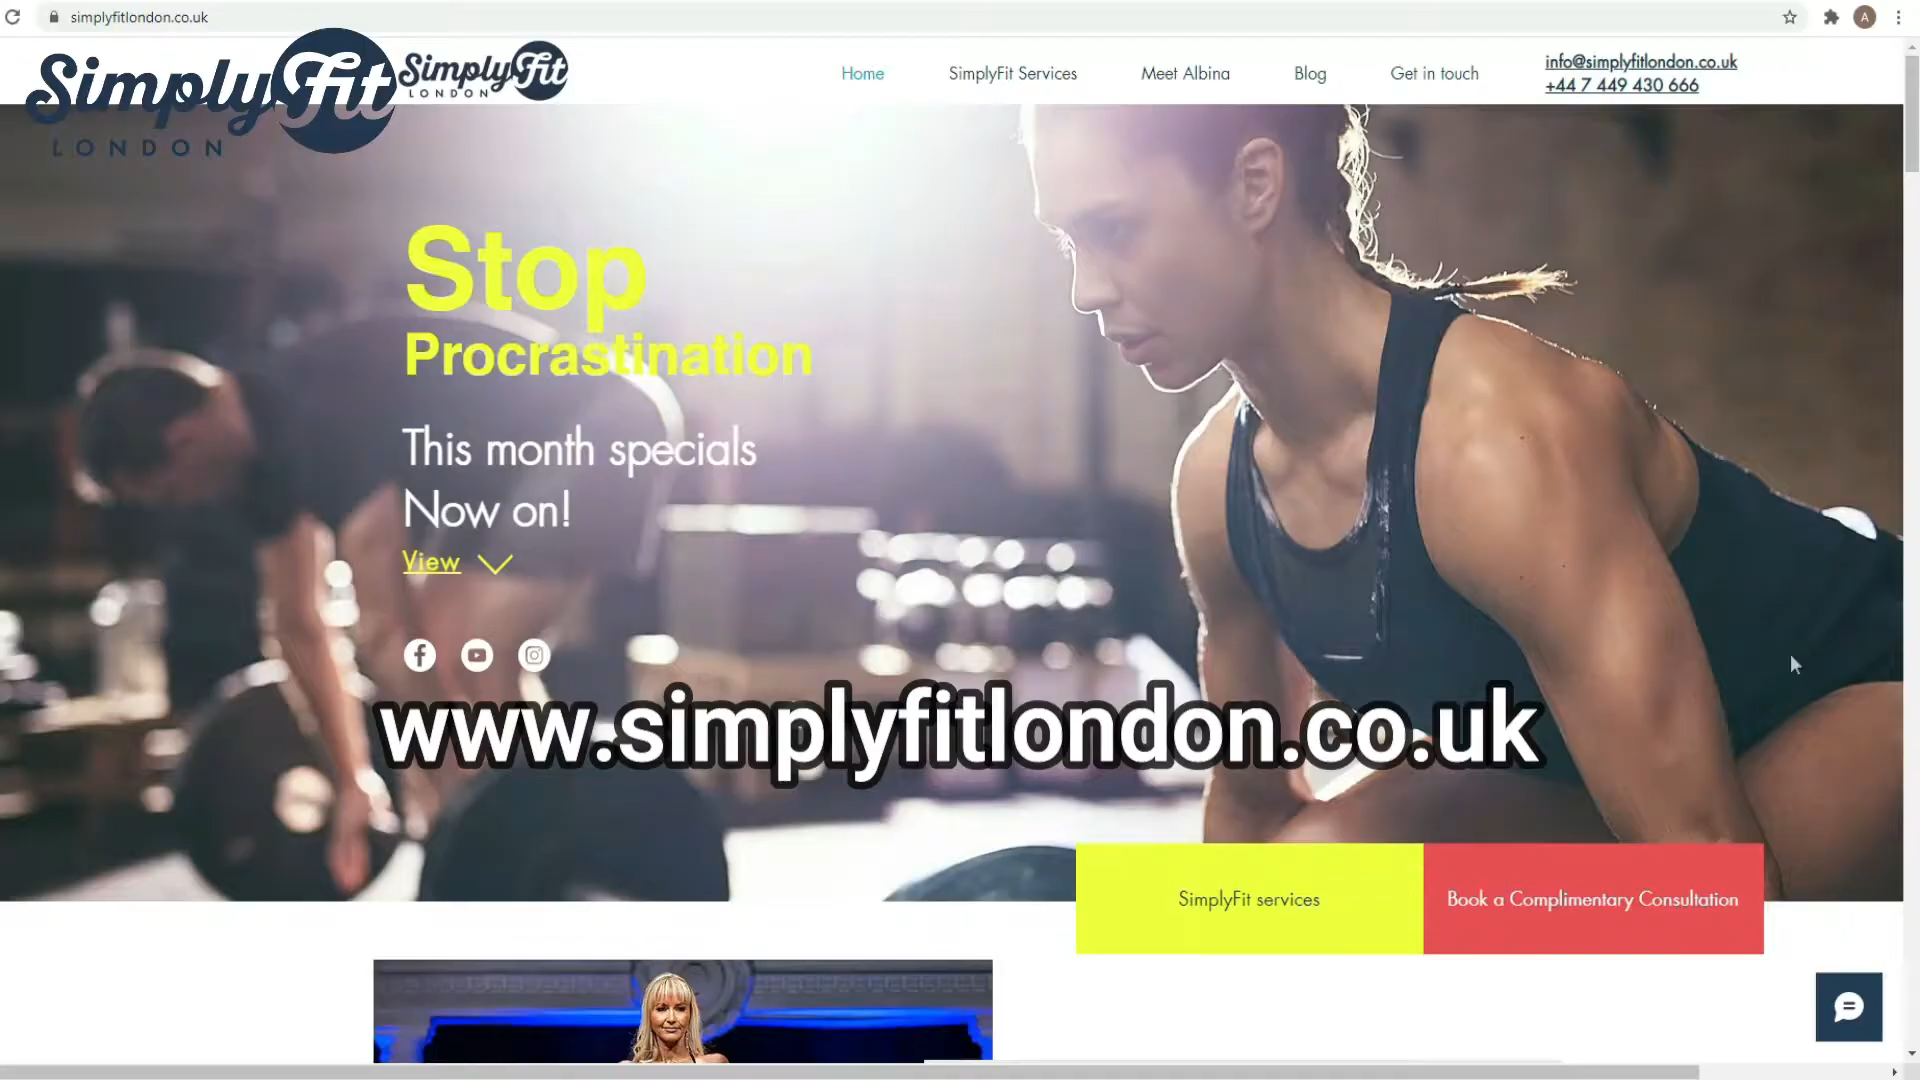 simplyfitlondon.co.uk
A
SimplyFit
LONDON
SimplyFit
LONDON
Home
SimplyFit Services
Meet Albina
Blog
Get in touch
info@simplyfitlondon.co.uk
+44 7 449 430 666
Stop
Procrastination
This month specials
Now on!
View
www.simplyfitlondon.co.uk
SimplyFit services
Book a Complimentary Consultation